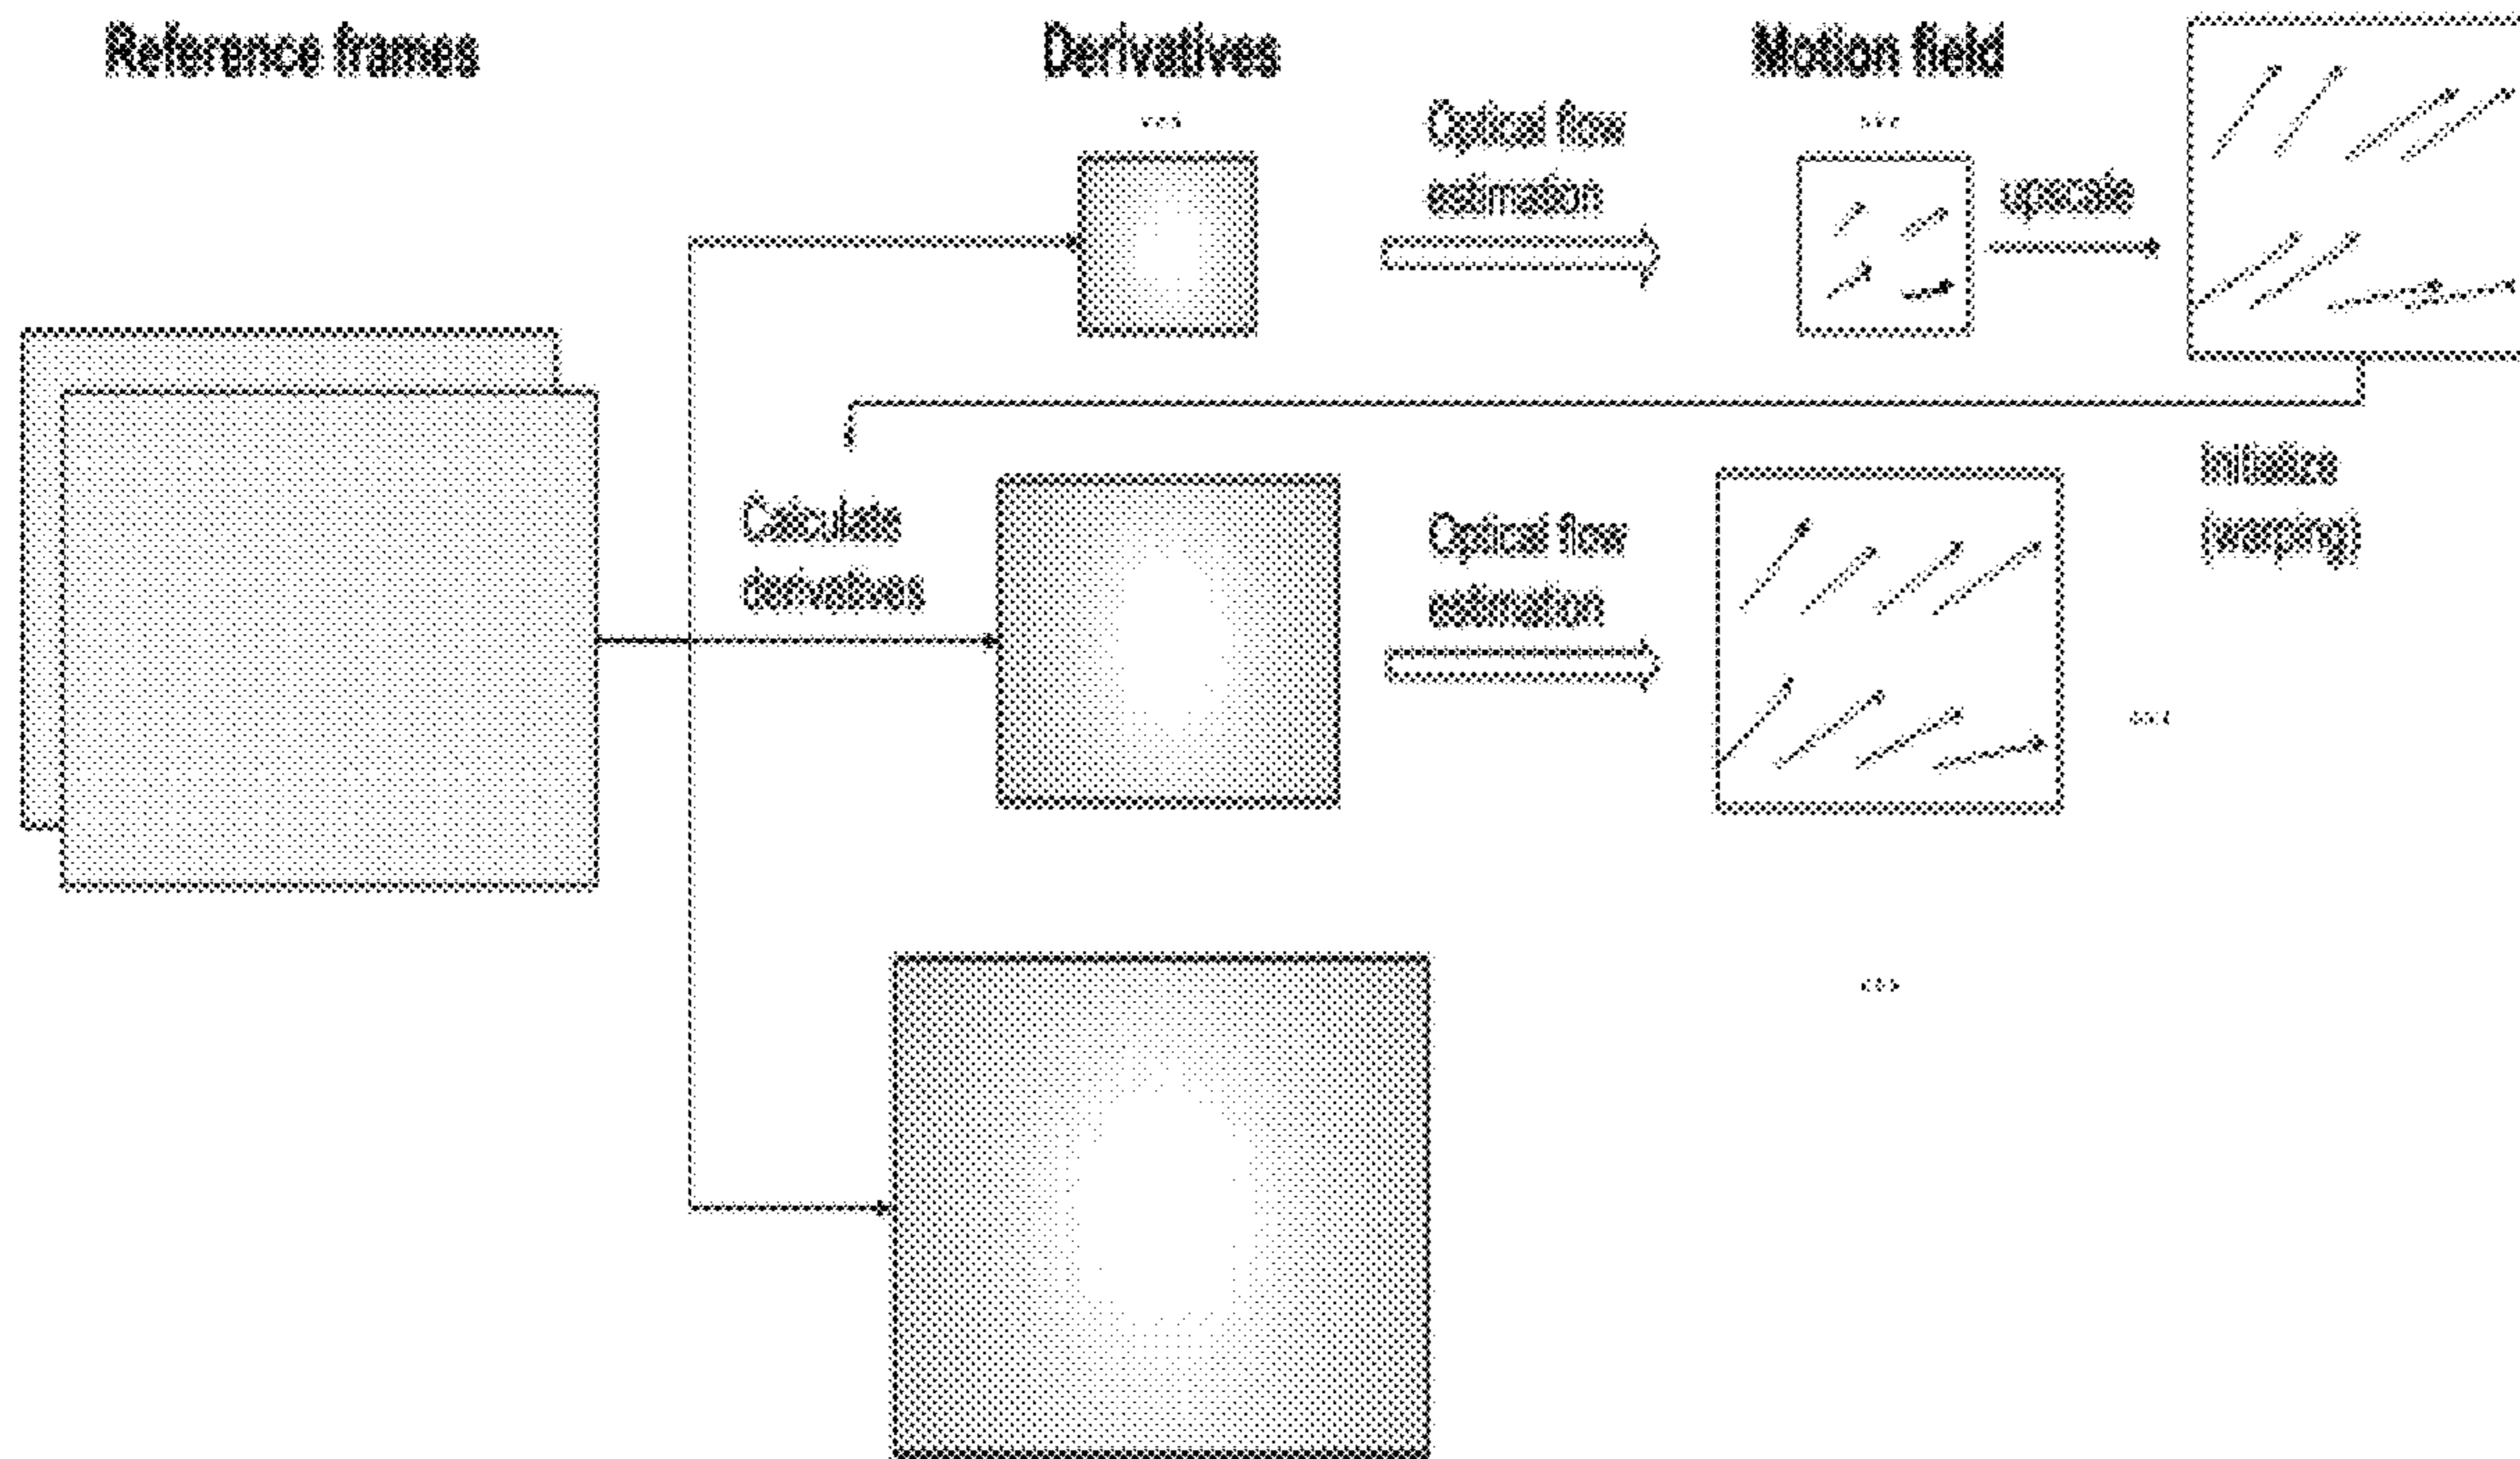 Reference frames
Derivatives
Motion field
...
Optical flow
estimation
...
upscale
Calculate
derivatives
Optical flow
estimation
Initialize
(warping)
...
...